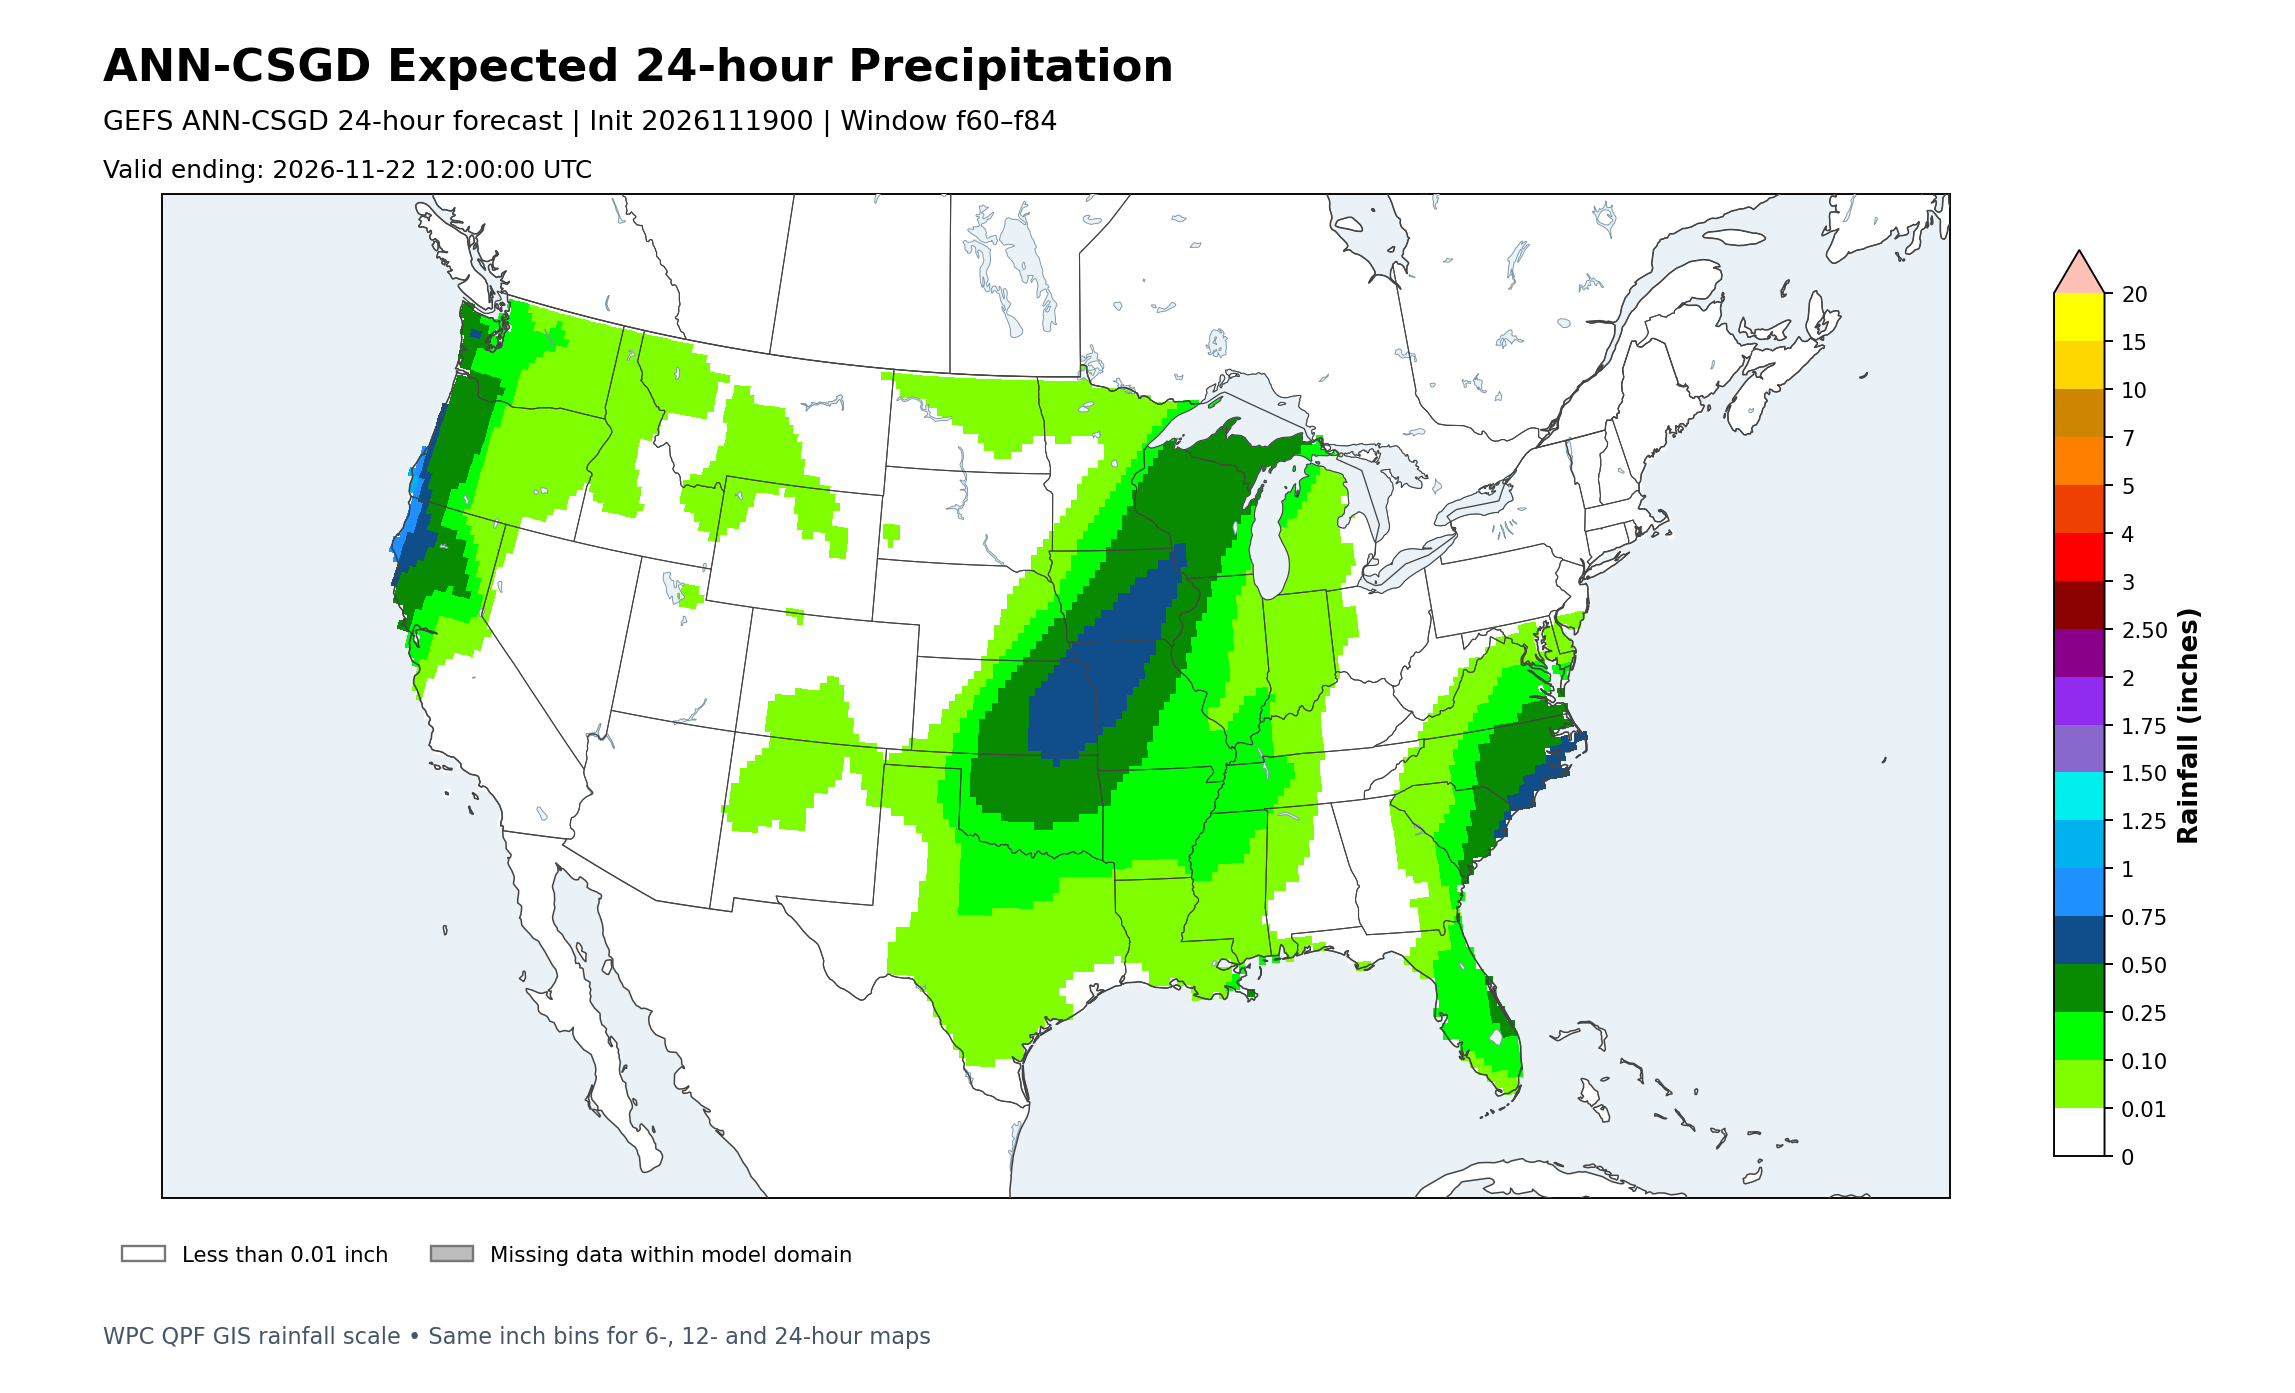 ANN-CSGD Expected 24-hour Precipitation
GEFS ANN-CSGD 24-hour forecast | Init 2026111900 | Window f60–f84
Valid ending: 2026-11-22 12:00:00 UTC
20
15
10
7
5
4
3
2.50
2
1.75
1.50
1.25
1
0.75
0.50
0.25
0.10
0.01
0
Rainfall (inches)
Less than 0.01 inch
Missing data within model domain
WPC QPF GIS rainfall scale • Same inch bins for 6-, 12- and 24-hour maps